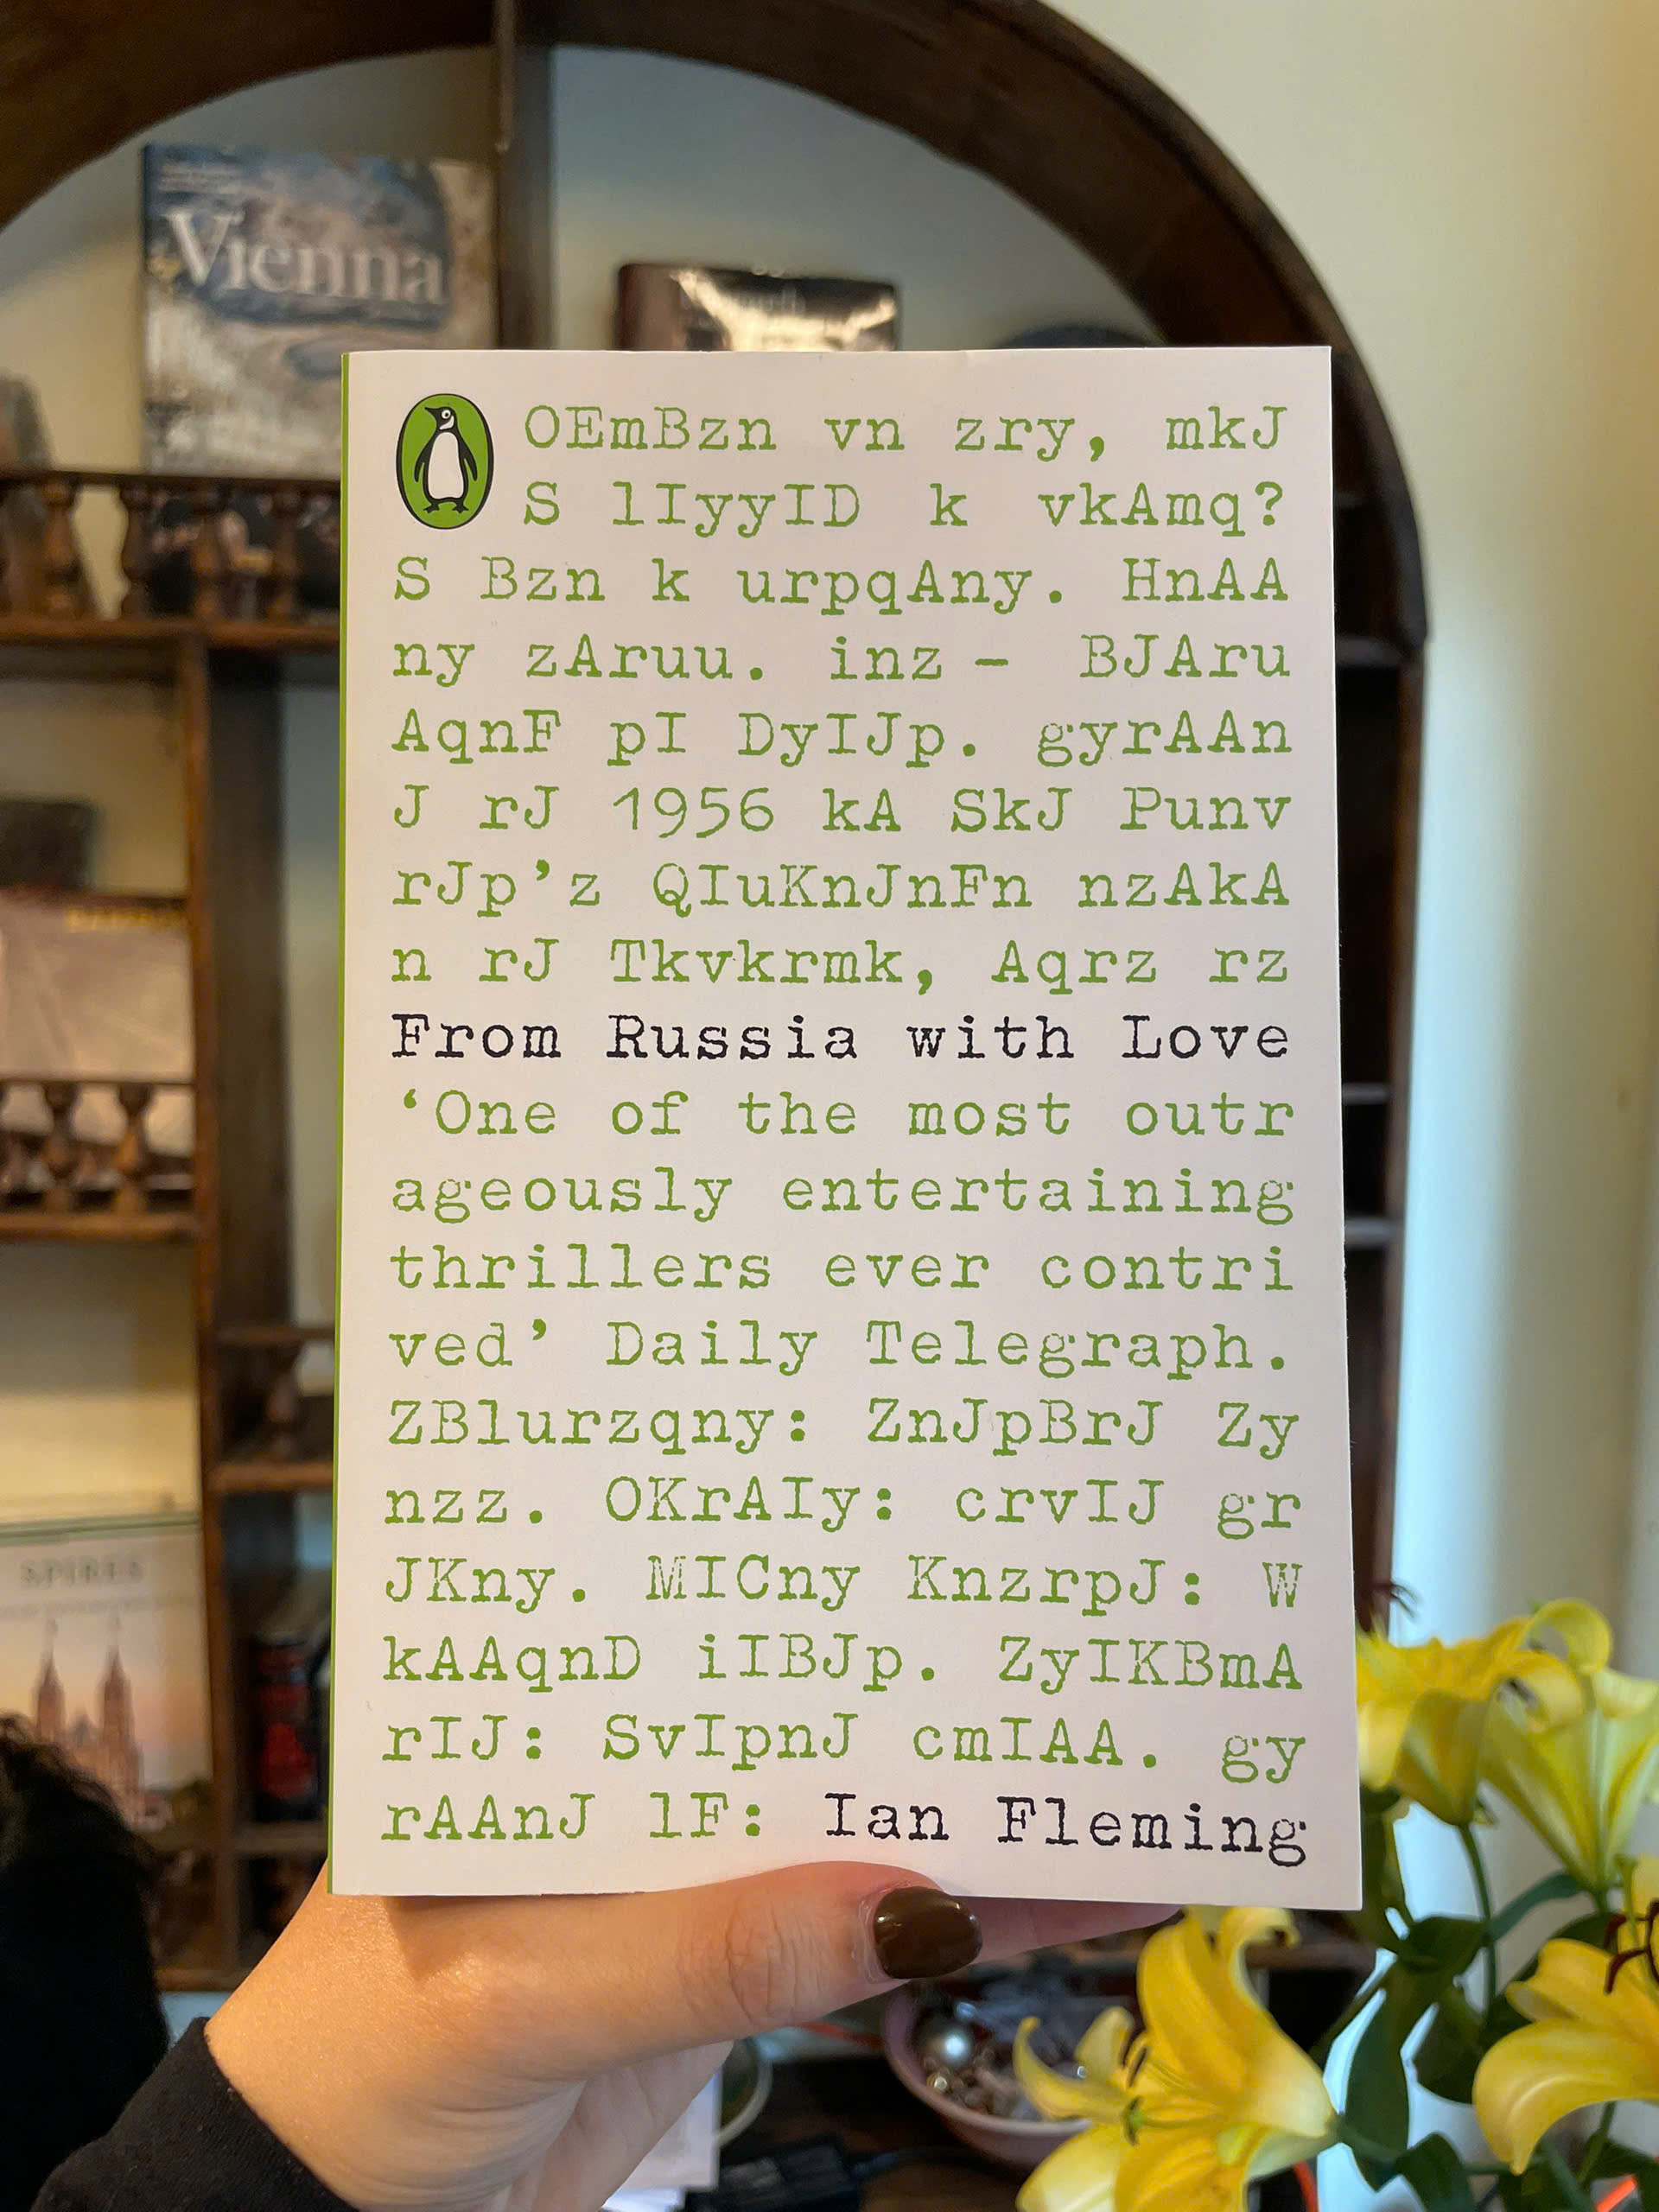 Vienna
OEmBzn vn zry, mkJ
S lIyyID k vkAmq?
S Bzn k urpqAny. HnAA
ny zAruu. inz - BJAru
AqnF pI DyIJp. gyrAAn
J rJ 1956 kA SkJ Punv
rJp’z QIuKnJnFn nzAkA
n rJ Tkvkrmk, Aqrz rz
From Russia with Love
‘One of the most outr
ageously entertaining
thrillers ever contri
ved’ Daily Telegraph.
ZBlurzqny: ZnJpBrJ Zy
nzz. OKrAIy: crvIJ gr
JKny. MICny KnzrpJ: W
kAAqnD iIBJp. ZyIKBmA
rIJ: SvIpnJ cmIAA. gy
rAAnJ lF: Ian Fleming
SPIRES